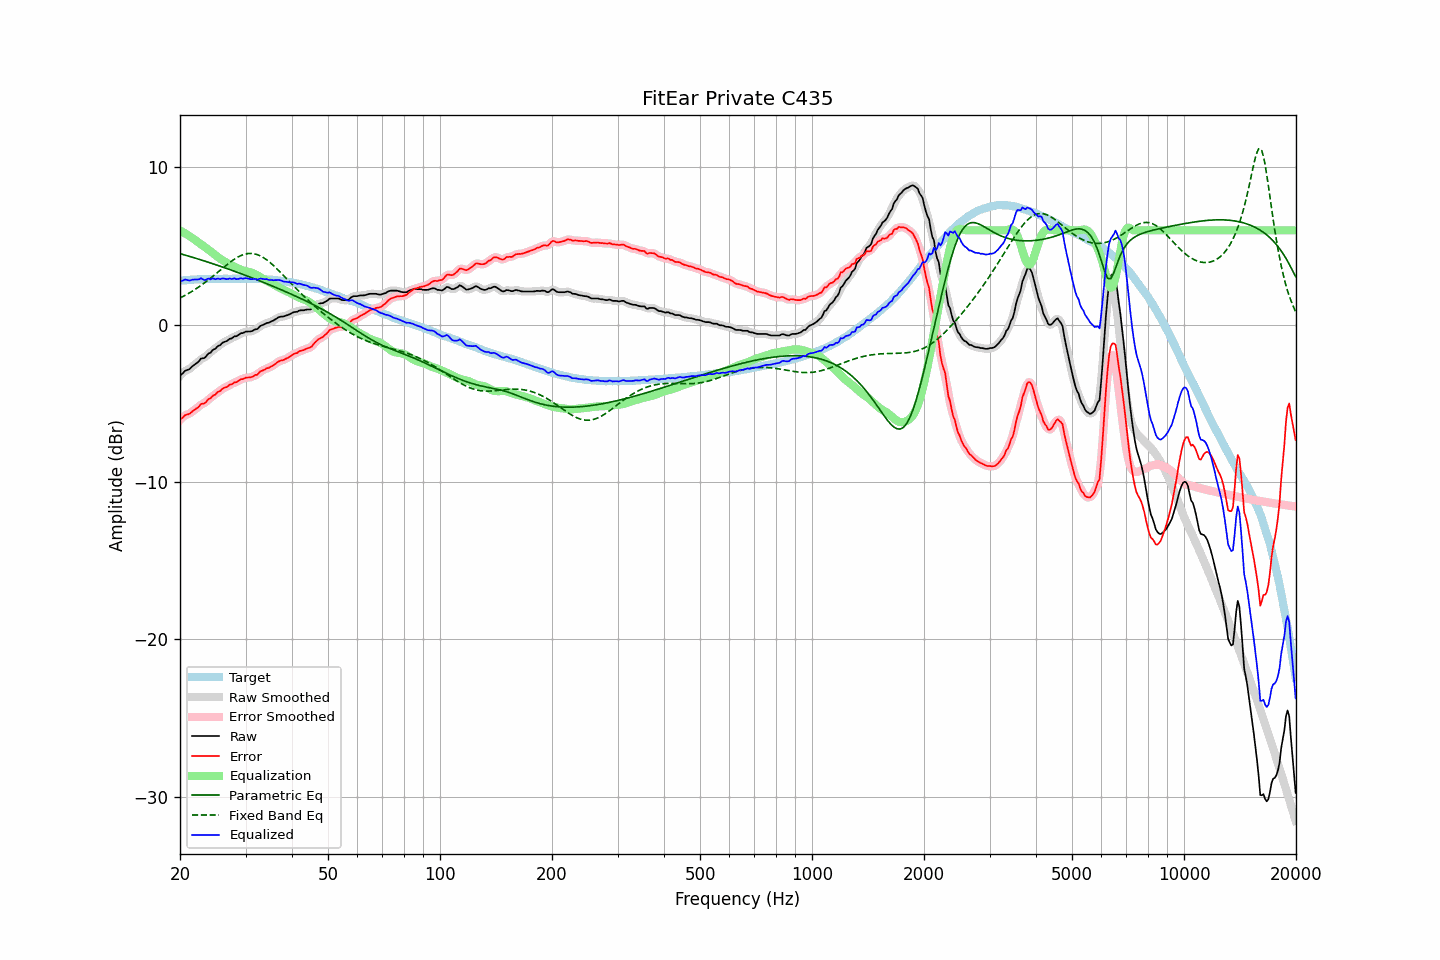 FitEar Private C435
Amplitude (dBr)
10
0
−10
−20
−30
Target
Raw Smoothed
Error Smoothed
Raw
Error
Equalization
Parametric Eq
Fixed Band Eq
Equalized
20
50
100
200
500
1000
2000
5000
10000
20000
Frequency (Hz)